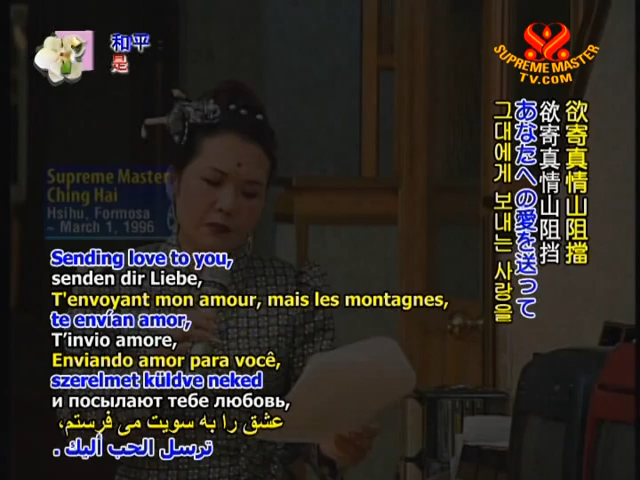 和平
是
SUPREME MASTER
TV.COM
Supreme Master
Ching Hai
Hsihu, Formosa
~ March 1, 1996
欲寄真情山阻擋
欲寄真情山阻挡
あなたへの愛を送って
그대에게 보내는 사랑을
Sending love to you,
senden dir Liebe,
T'envoyant mon amour, mais les montagnes,
te envían amor,
T'invio amore,
Enviando amor para você,
szerelmet küldve neked
и посылают тебе любовь,
عشق را به سویت می فرستم،
ترسل الحب أليك .